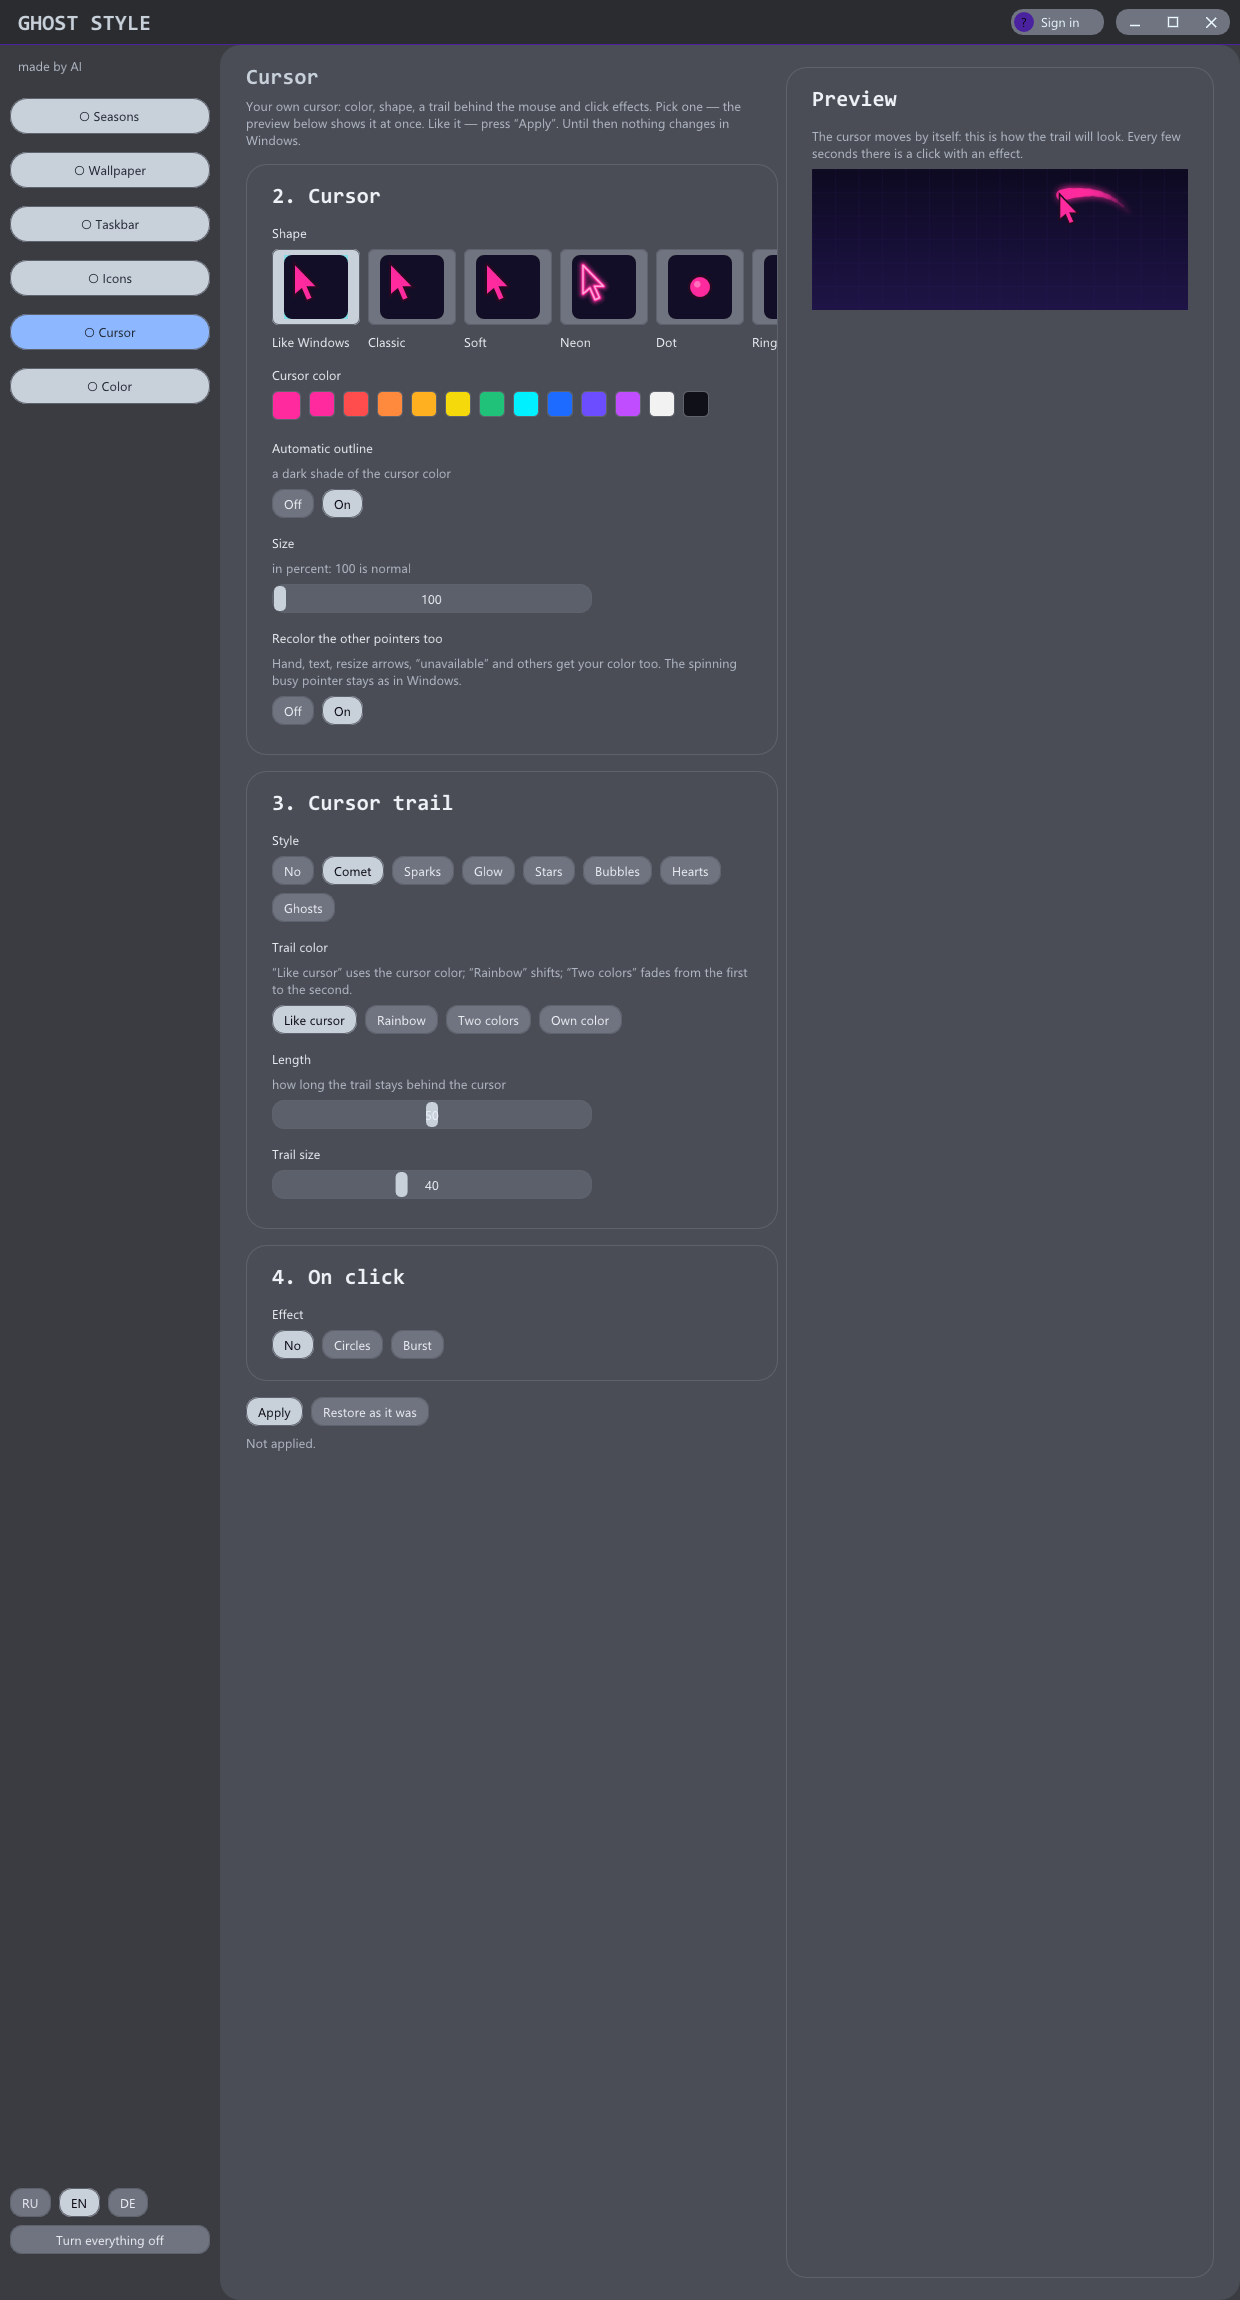 GHOST STYLE
? Sign in
made by AI
Seasons
Wallpaper
Taskbar
Icons
Cursor
Color
RU EN DE
Turn everything off
Cursor
Your own cursor: color, shape, a trail behind the mouse and click effects. Pick one — the
preview below shows it at once. Like it — press “Apply”. Until then nothing changes in
Windows.
2. Cursor
Shape
Like Windows Classic Soft Neon Dot Ring
Cursor color
Automatic outline
a dark shade of the cursor color
Off On
Size
in percent: 100 is normal
100
Recolor the other pointers too
Hand, text, resize arrows, “unavailable” and others get your color too. The spinning
busy pointer stays as in Windows.
Off On
3. Cursor trail
Style
No Comet Sparks Glow Stars Bubbles Hearts
Ghosts
Trail color
“Like cursor” uses the cursor color; “Rainbow” shifts; “Two colors” fades from the first
to the second.
Like cursor Rainbow Two colors Own color
Length
how long the trail stays behind the cursor
50
Trail size
40
4. On click
Effect
No Circles Burst
Apply Restore as it was
Not applied.
Preview
The cursor moves by itself: this is how the trail will look. Every few
seconds there is a click with an effect.